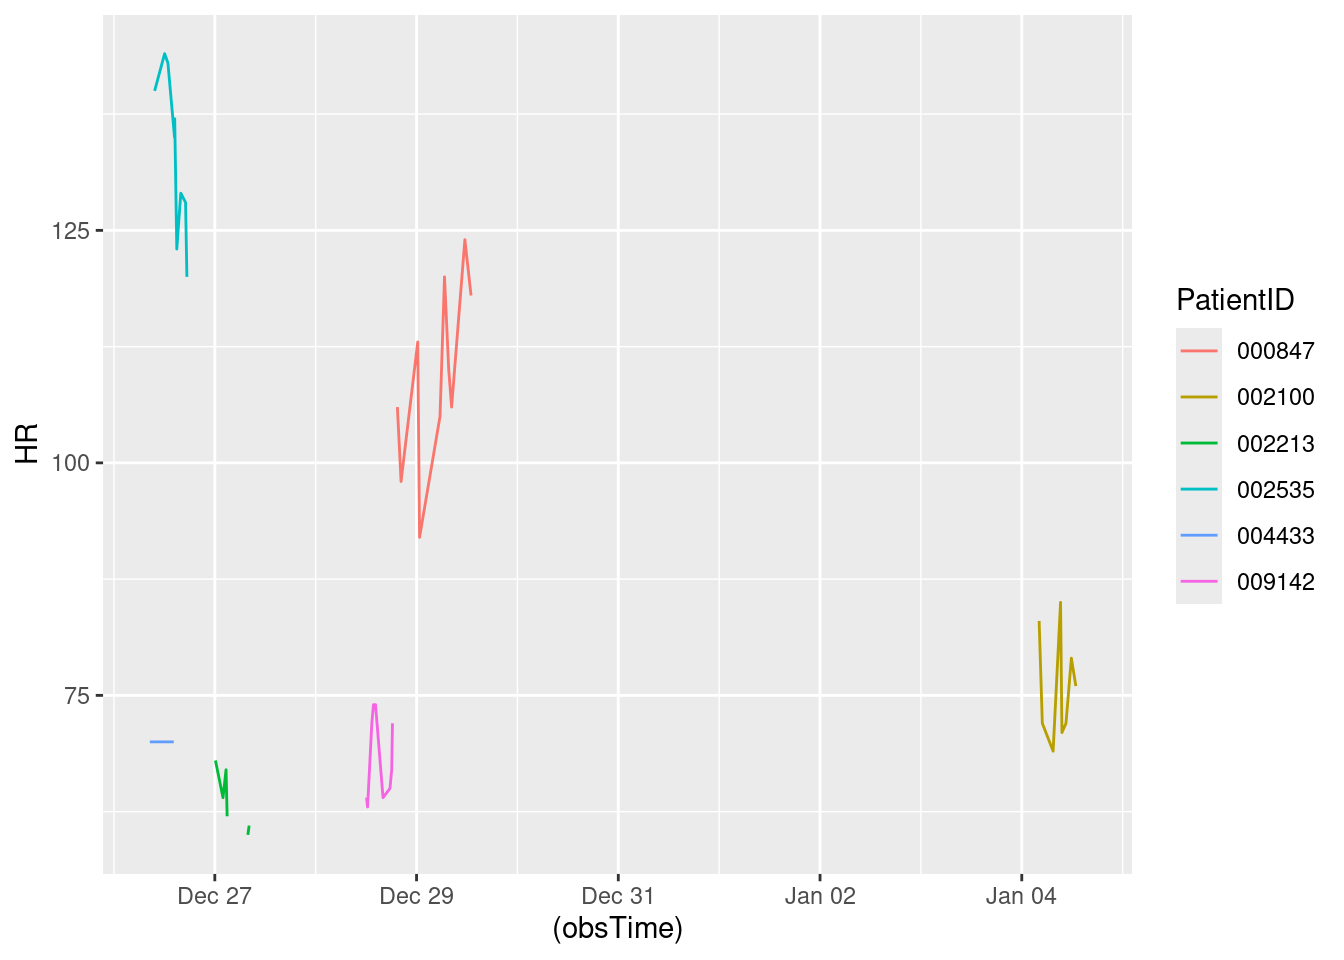 125
100
75
HR
Dec 27
Dec 29
Dec 31
Jan 02
Jan 04
(obsTime)
PatientID
000847
002100
002213
002535
004433
009142